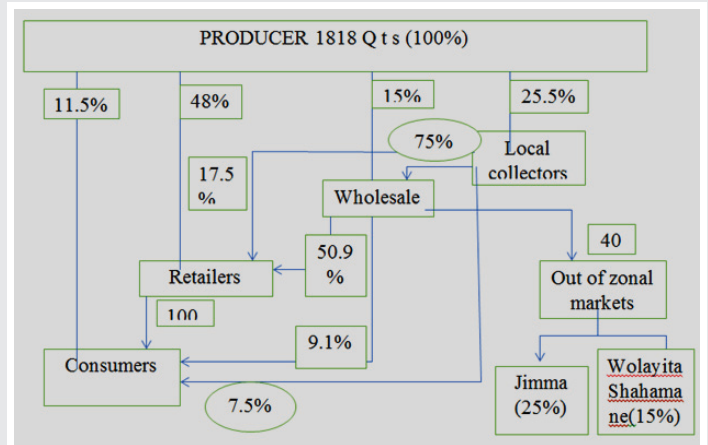 PRODUCER 1818 Q t s (100%)
11.5%
48%
15%
25.5%
75%
Local
collectors
17.5
%
Wholesale
50.9
%
40
Retailers
Out of zonal
markets
100
9.1%
Consumers
Jimma
(25%)
Wolayita
Shahama
ne(15%)
7.5%